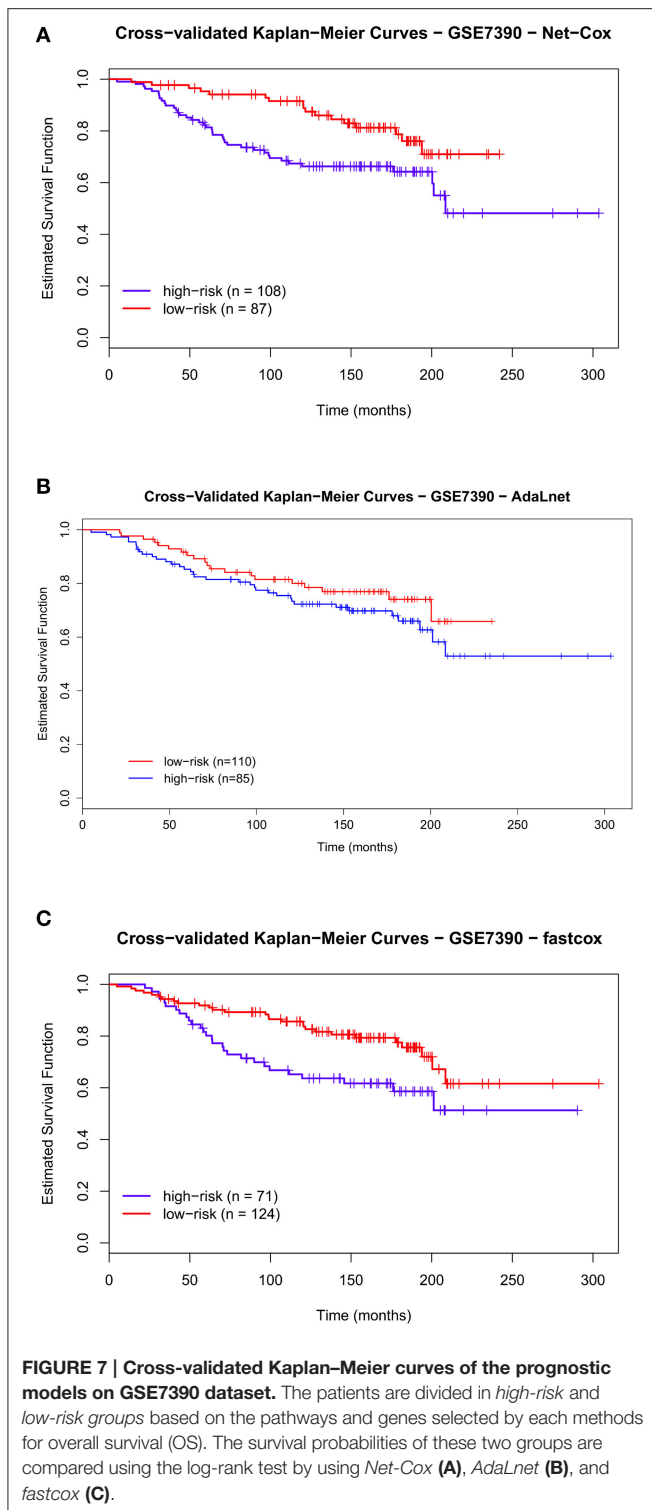 A
Cross-validated Kaplan−Meier Curves − GSE7390 − Net-Cox
Estimated Survival Function
1.0
0.8
0.6
0.4
0.2
0.0
high−risk (n = 108)
low−risk (n = 87)
0 50 100 150 200 250 300
Time (months)
B
Cross−Validated Kaplan−Meier Curves − GSE7390 − AdaLnet
Estimated Survival Function
1.0
0.8
0.6
0.4
0.2
0.0
low−risk (n=110)
high−risk (n=85)
0 50 100 150 200 250 300
Time (months)
C
Cross−validated Kaplan−Meier Curves − GSE7390 − fastcox
Estimated Survival Function
1.0
0.8
0.6
0.4
0.2
0.0
high−risk (n = 71)
low−risk (n = 124)
0 50 100 150 200 250 300
Time (months)
FIGURE 7 | Cross-validated Kaplan–Meier curves of the prognostic
models on GSE7390 dataset. The patients are divided in high-risk and
low-risk groups based on the pathways and genes selected by each methods
for overall survival (OS). The survival probabilities of these two groups are
compared using the log-rank test by using Net-Cox (A), AdaLnet (B), and
fastcox (C).